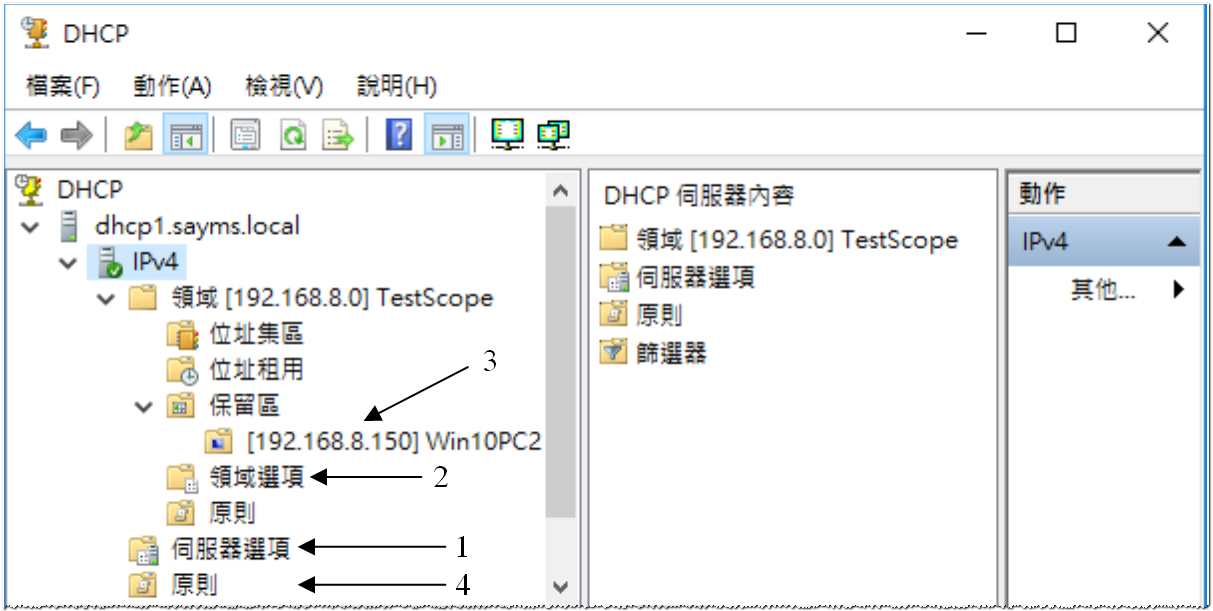 DHCP
檔案(F) 動作(A) 檢視(V) 說明(H)
DHCP
dhcp1.sayms.local
IPv4
領域 [192.168.8.0] TestScope
位址集區
位址租用
保留區
[192.168.8.150] Win10PC2
領域選項
原則
伺服器選項
原則
3
2
1
4
DHCP 伺服器內容
領域 [192.168.8.0] TestScope
伺服器選項
原則
篩選器
動作
IPv4
其他...